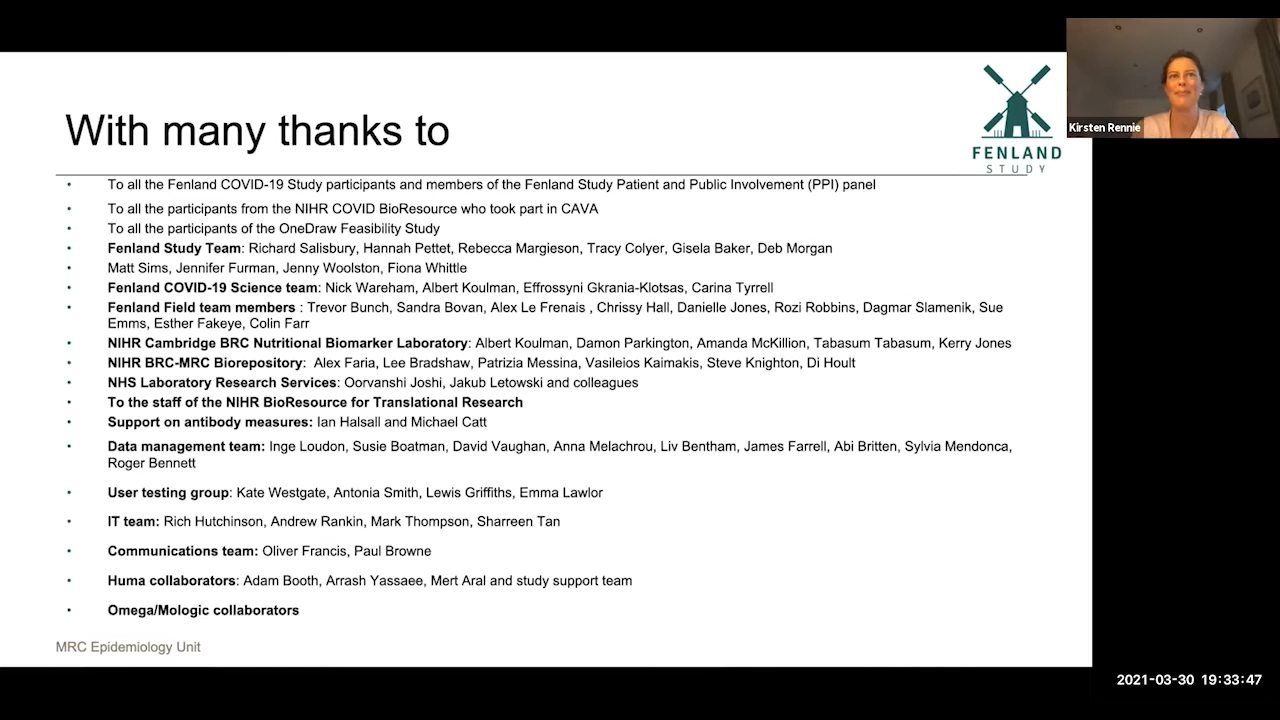 With many thanks to
FENLAND
STUDY
Kirsten Rennie
• To all the Fenland COVID-19 Study participants and members of the Fenland Study Patient and Public Involvement (PPI) panel
• To all the participants from the NIHR COVID BioResource who took part in CAVA
• To all the participants of the OneDraw Feasibility Study
• Fenland Study Team: Richard Salisbury, Hannah Pettet, Rebecca Margieson, Tracy Colyer, Gisela Baker, Deb Morgan
• Matt Sims, Jennifer Furman, Jenny Woolston, Fiona Whittle
• Fenland COVID-19 Science team: Nick Wareham, Albert Koulman, Effrossyni Gkrania-Klotsas, Carina Tyrrell
• Fenland Field team members : Trevor Bunch, Sandra Bovan, Alex Le Frenais , Chrissy Hall, Danielle Jones, Rozi Robbins, Dagmar Slamenik, Sue
Emms, Esther Fakeye, Colin Farr
• NIHR Cambridge BRC Nutritional Biomarker Laboratory: Albert Koulman, Damon Parkington, Amanda McKillion, Tabasum Tabasum, Kerry Jones
• NIHR BRC-MRC Biorepository: Alex Faria, Lee Bradshaw, Patrizia Messina, Vasileios Kaimakis, Steve Knighton, Di Hoult
• NHS Laboratory Research Services: Oorvanshi Joshi, Jakub Letowski and colleagues
• To the staff of the NIHR BioResource for Translational Research
• Support on antibody measures: Ian Halsall and Michael Catt
• Data management team: Inge Loudon, Susie Boatman, David Vaughan, Anna Melachrou, Liv Bentham, James Farrell, Abi Britten, Sylvia Mendonca,
Roger Bennett
• User testing group: Kate Westgate, Antonia Smith, Lewis Griffiths, Emma Lawlor
• IT team: Rich Hutchinson, Andrew Rankin, Mark Thompson, Sharreen Tan
• Communications team: Oliver Francis, Paul Browne
• Huma collaborators: Adam Booth, Arrash Yassaee, Mert Aral and study support team
• Omega/Mologic collaborators
MRC Epidemiology Unit
2021-03-30 19:33:47